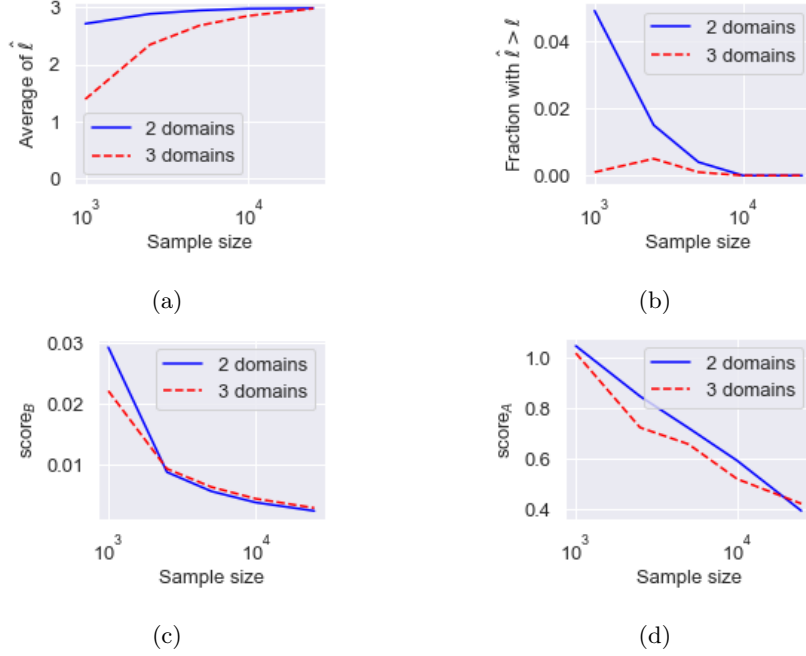 3
2
1
0
Average of ℓ̂
2 domains
3 domains
10³
10⁴
Sample size
(a)
0.04
0.02
0.00
Fraction with ℓ̂ > ℓ
2 domains
3 domains
10³
10⁴
Sample size
(b)
0.03
0.02
0.01
score_B
2 domains
3 domains
10³
10⁴
Sample size
(c)
1.0
0.8
0.6
0.4
score_A
2 domains
3 domains
10³
10⁴
Sample size
(d)